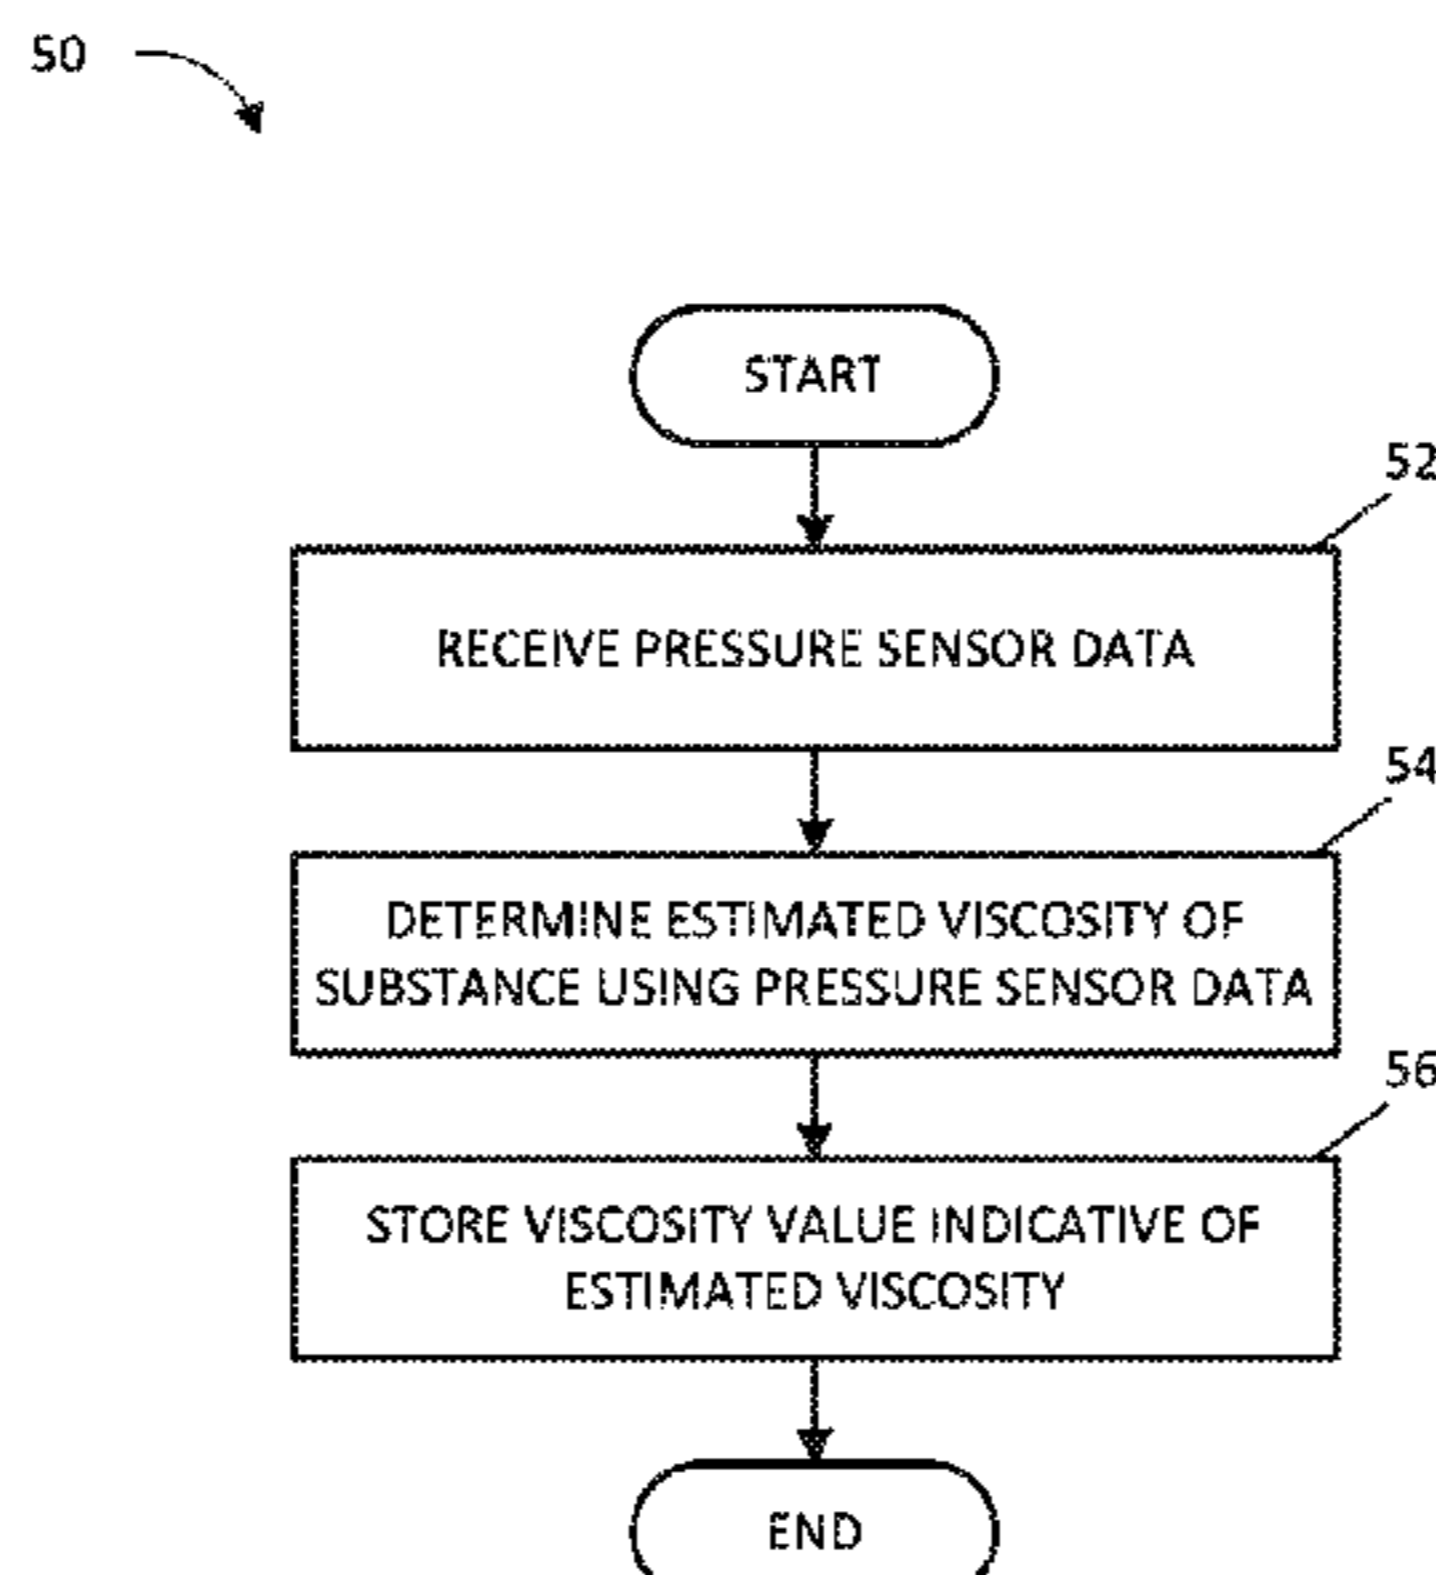 50
START
52
RECEIVE PRESSURE SENSOR DATA
54
DETERMINE ESTIMATED VISCOSITY OF
SUBSTANCE USING PRESSURE SENSOR DATA
56
STORE VISCOSITY VALUE INDICATIVE OF
ESTIMATED VISCOSITY
END